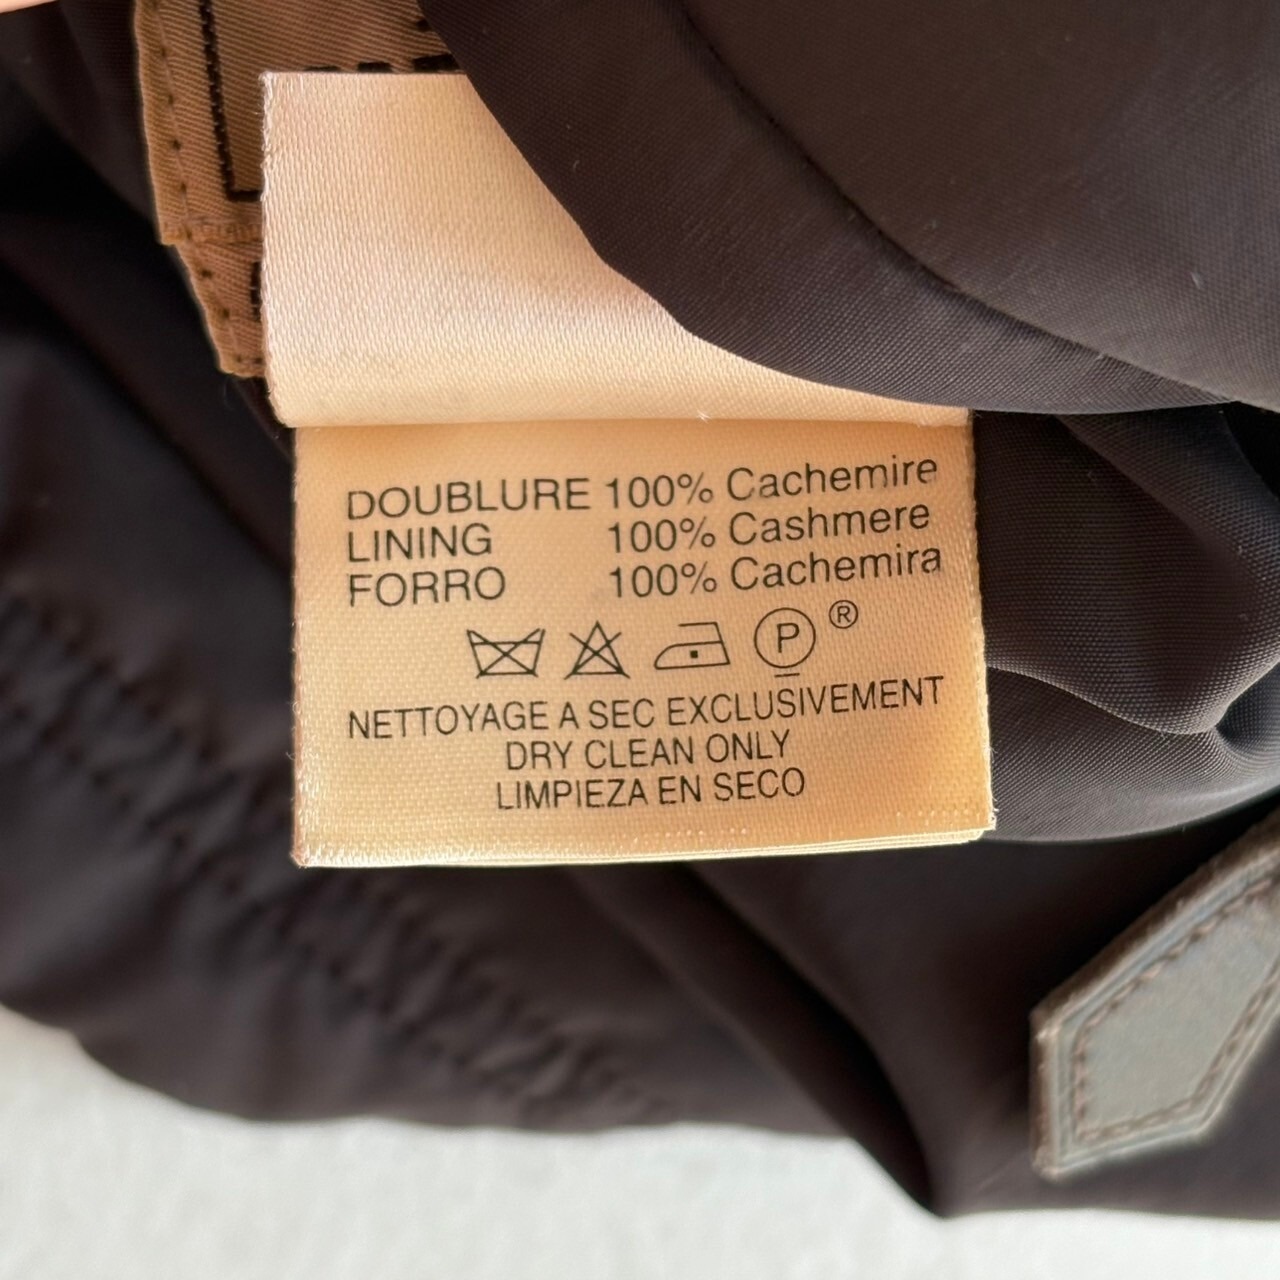 DOUBLURE 100% Cachemire
LINING 100% Cashmere
FORRO 100% Cachemira
P ®
NETTOYAGE A SEC EXCLUSIVEMENT
DRY CLEAN ONLY
LIMPIEZA EN SECO